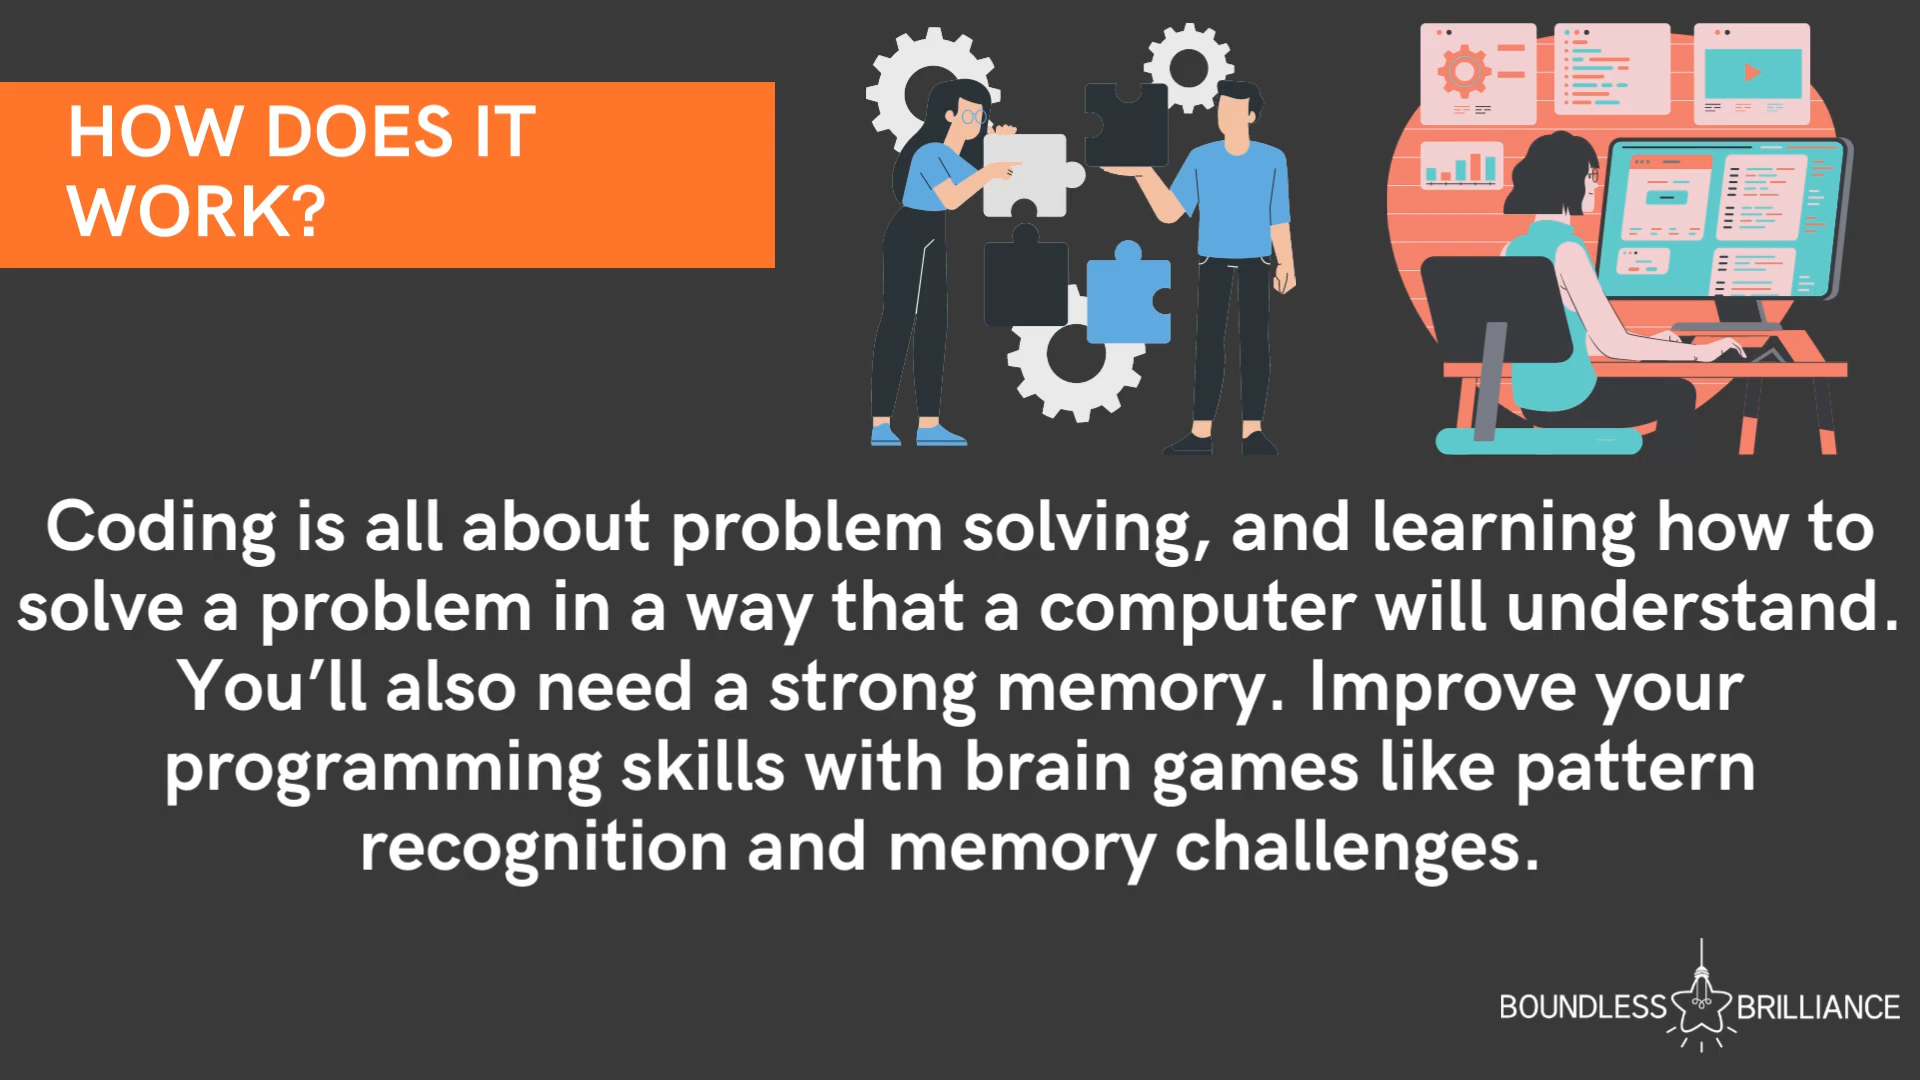 HOW DOES IT
WORK?
Coding is all about problem solving, and learning how to
solve a problem in a way that a computer will understand.
You’ll also need a strong memory. Improve your
programming skills with brain games like pattern
recognition and memory challenges.
BOUNDLESS BRILLIANCE